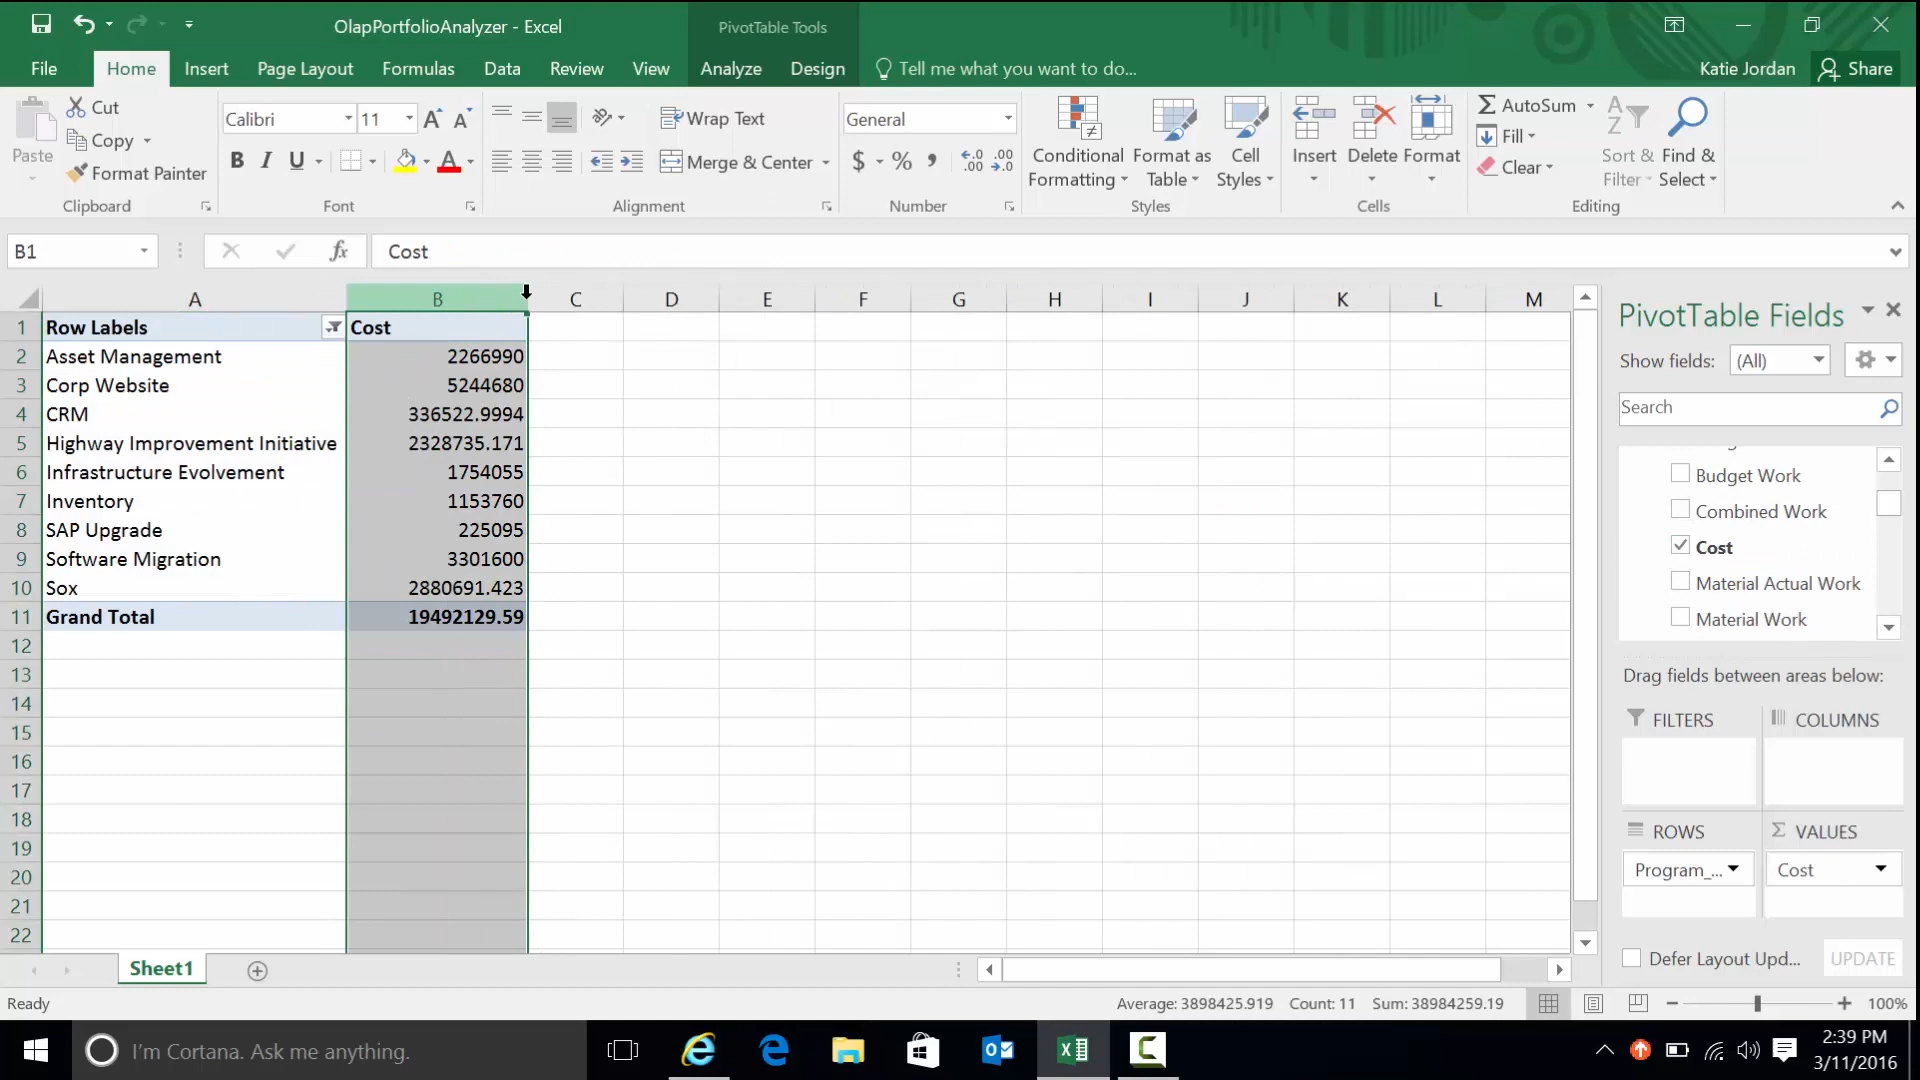 OlapPortfolioAnalyzer - Excel
PivotTable Tools
File
Home
Insert
Page Layout
Formulas
Data
Review
View
Analyze
Design
Tell me what you want to do...
Katie Jordan
Share
Paste
Cut
Copy
Format Painter
Clipboard
Calibri
11
B I U
Font
Wrap Text
Merge & Center
Alignment
General
$ % ,
Number
Conditional Formatting
Format as Table
Cell Styles
Styles
Insert
Delete
Format
Cells
AutoSum
Fill
Clear
Sort & Filter
Find & Select
Editing
B1
fx
Cost
A B C D E F G H I J K L M
1 Row Labels Cost
2 Asset Management 2266990
3 Corp Website 5244680
4 CRM 336522.9994
5 Highway Improvement Initiative 2328735.171
6 Infrastructure Evolvement 1754055
7 Inventory 1153760
8 SAP Upgrade 225095
9 Software Migration 3301600
10 Sox 2880691.423
11 Grand Total 19492129.59
12
13
14
15
16
17
18
19
20
21
22
PivotTable Fields
Show fields: (All)
Search
Budget Work
Combined Work
Cost
Material Actual Work
Material Work
Drag fields between areas below:
FILTERS
COLUMNS
ROWS
VALUES
Program_...
Cost
Defer Layout Upd...
UPDATE
Sheet1
Ready
Average: 3898425.919 Count: 11 Sum: 38984259.19
100%
I'm Cortana. Ask me anything.
2:39 PM
3/11/2016